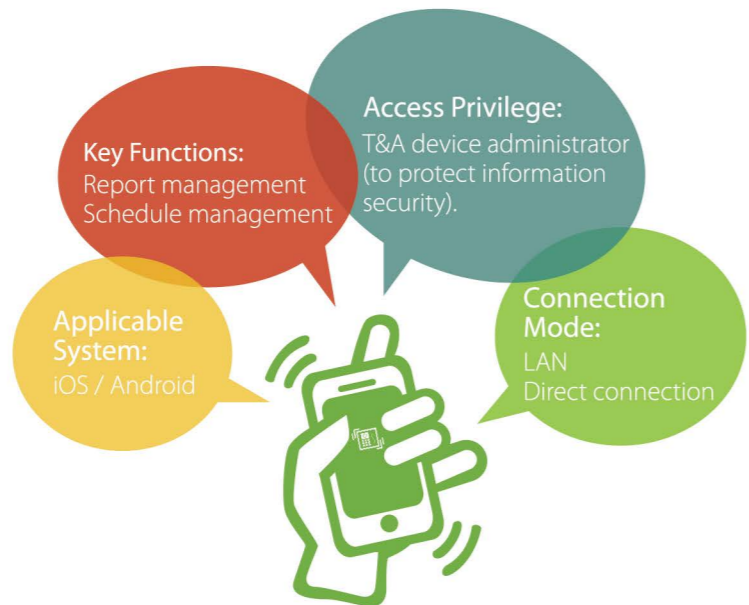 Key Functions:
Report management
Schedule management
Access Privilege:
T&A device administrator
(to protect information
security).
Applicable
System:
iOS / Android
Connection
Mode:
LAN
Direct connection